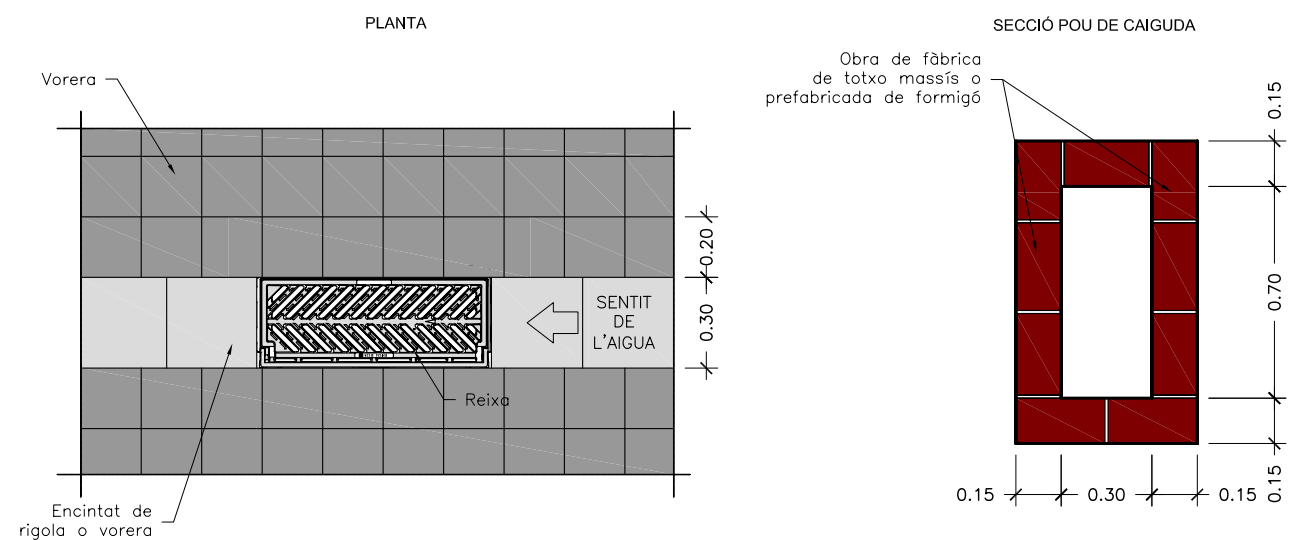 PLANTA
Vorera
0.20
0.30
SENTIT
DE
L'AIGUA
Reixa
Encintat de
rigola o vorera
SECCIÓ POU DE CAIGUDA
Obra de fàbrica
de totxo massís o
prefabricada de formigó
0.15
0.70
0.15
0.15
0.30
0.15